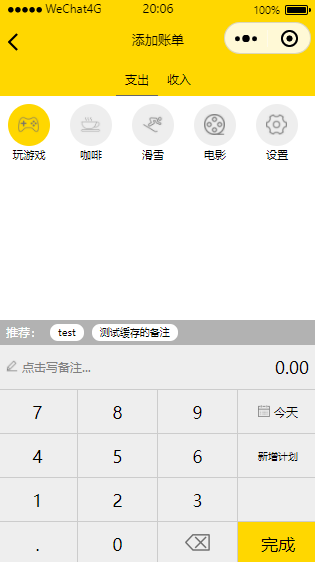 WeChat4G 20:06 100%
添加账单
支出 收入
玩游戏 咖啡 滑雪 电影 设置
推荐: test 测试缓存的备注
点击写备注... 0.00
7 8 9 今天
4 5 6 新增计划
1 2 3
. 0 完成